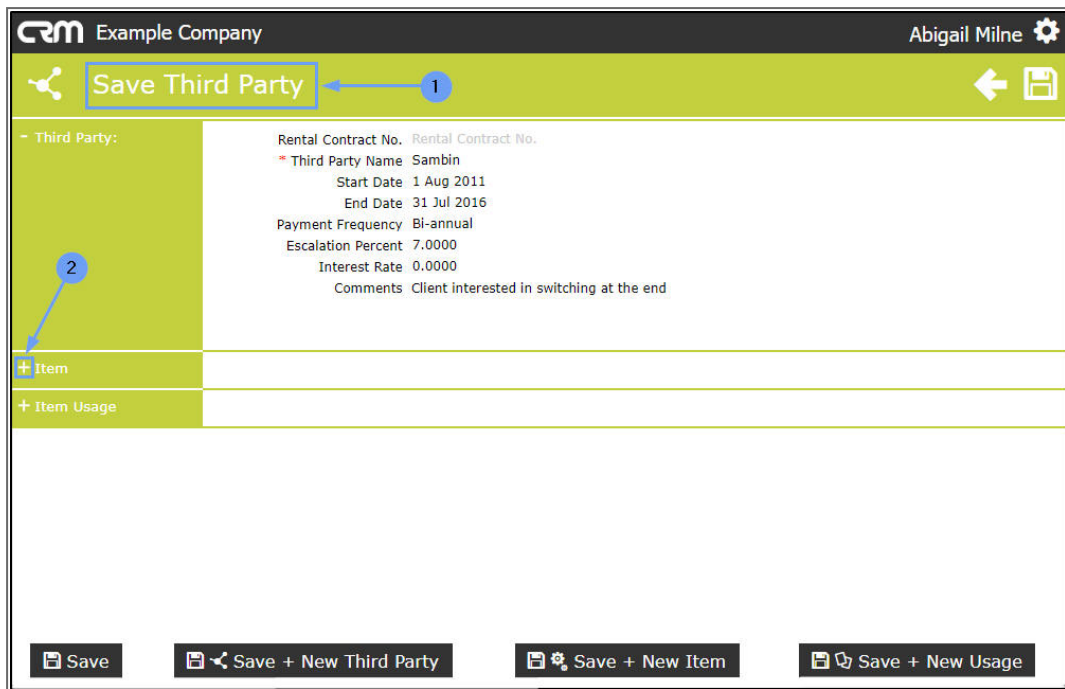 CRM Example Company Abigail Milne
Save Third Party 1
- Third Party:
Rental Contract No. Rental Contract No.
* Third Party Name Sambin
Start Date 1 Aug 2011
End Date 31 Jul 2016
Payment Frequency Bi-annual
Escalation Percent 7.0000
Interest Rate 0.0000
Comments Client interested in switching at the end
2
+ Item
+ Item Usage
Save Save + New Third Party Save + New Item Save + New Usage